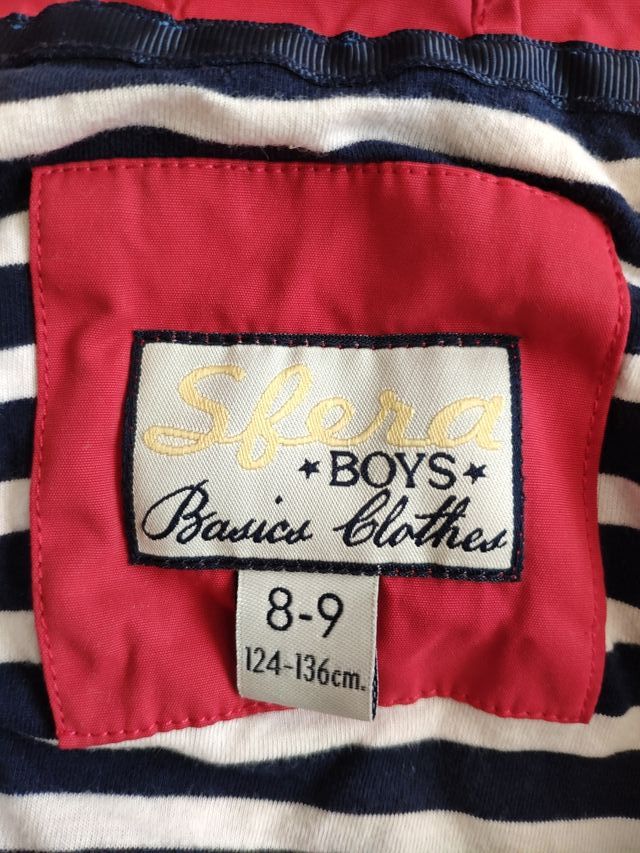 Sfera
★BOYS★
Basics Clothes
8-9
124-136cm.